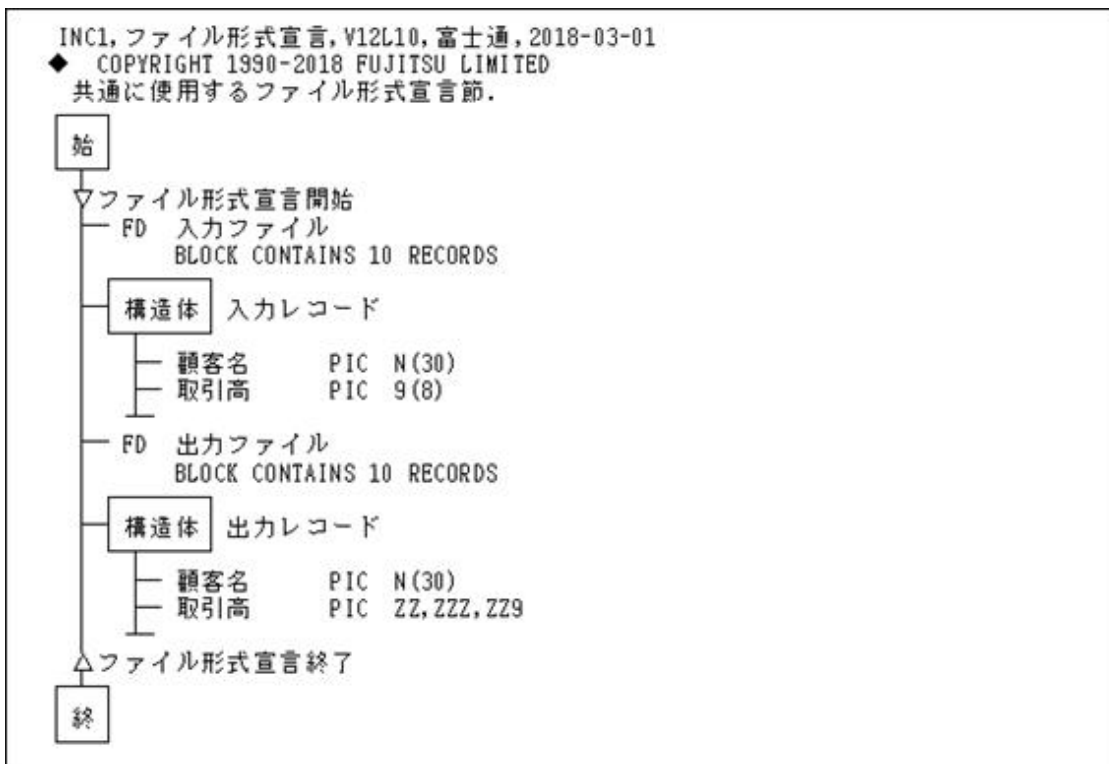 INC1,ファイル形式宣言,V12L10,富士通,2018-03-01
◆ COPYRIGHT 1990-2018 FUJITSU LIMITED
共通に使用するファイル形式宣言節.
始
▽ファイル形式宣言開始
FD 入力ファイル
BLOCK CONTAINS 10 RECORDS
構造体 入力レコード
顧客名 PIC N(30)
取引高 PIC 9(8)
FD 出力ファイル
BLOCK CONTAINS 10 RECORDS
構造体 出力レコード
顧客名 PIC N(30)
取引高 PIC ZZ,ZZZ,ZZ9
△ファイル形式宣言終了
終